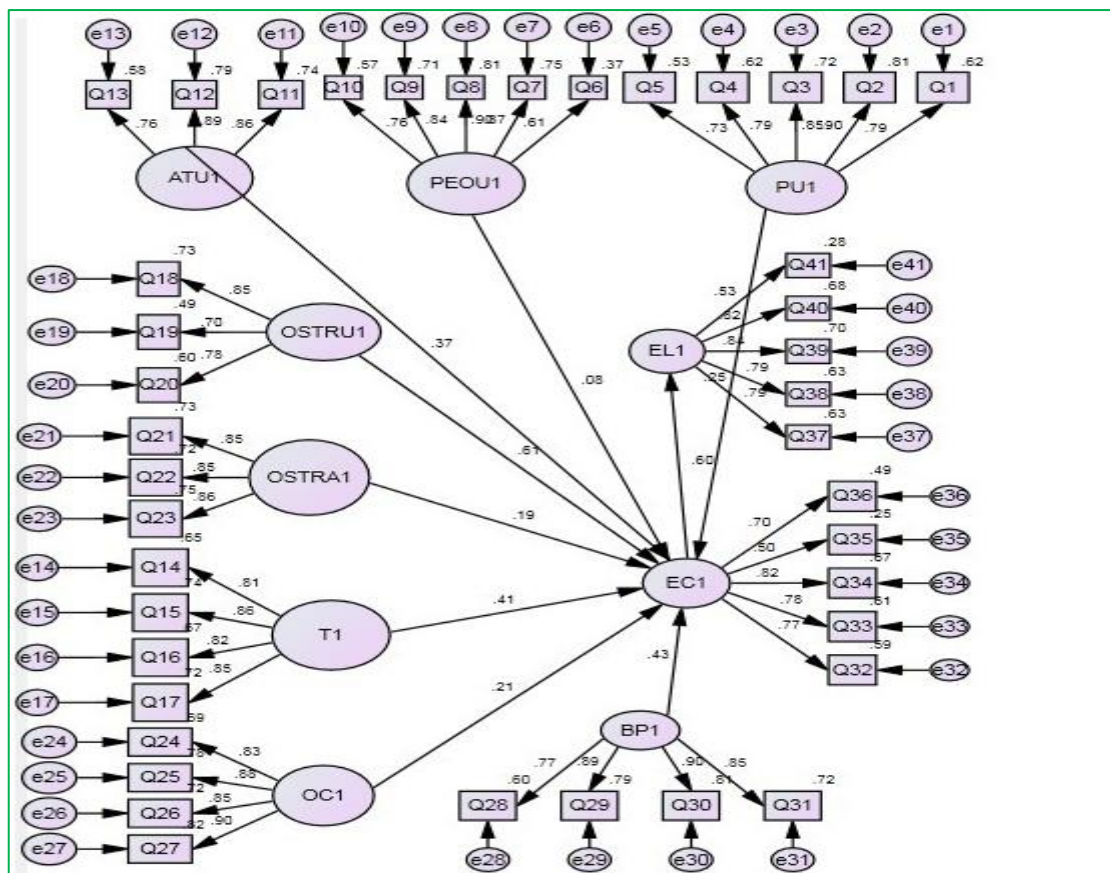 e13 e12 e11 e10 e9 e8 e7 e6 e5 e4 e3 e2 e1
.58 .79 .74 .57 .71 .81 .75 .37 .53 .62 .72 .81 .62
Q13 Q12 Q11 Q10 Q9 Q8 Q7 Q6 Q5 Q4 Q3 Q2 Q1
.76 .89 .86 .76 .84 .90 .87 .61 .73 .79 .85 .90 .79
ATU1 PEOU1 PU1
.73 .28
e18 Q18 Q41 e41
.85 .53 .68
.49 Q40 e40
e19 Q19 .70 OSTRU1 .82 .70
.37 EL1 .84 Q39 e39
.60 .78 .08 .79 .63
e20 Q20 .25 Q38 e38
.73 .79 .63
e21 Q21 .85 Q37 e37
.72 .61 .60
e22 Q22 .85 OSTRA1 .49
.75 .86 Q36 e36
e23 Q23 .19 .70 .25
.65 .50 Q35 e35
e14 Q14 .81 .67
.74 EC1 .82 Q34 e34
e15 Q15 .86 .41 .78 .61
.67 T1 Q33 e33
e16 Q16 .82 .77 .59
.72 .85 .43 Q32 e32
e17 Q17 .21
.69
e24 Q24 .83 BP1
.78
e25 Q25 .88 .77 .89 .90 .85
.72 OC1 .60 .79 .81 .72
e26 Q26 .85 Q28 Q29 Q30 Q31
.82 .90
e27 Q27 e28 e29 e30 e31